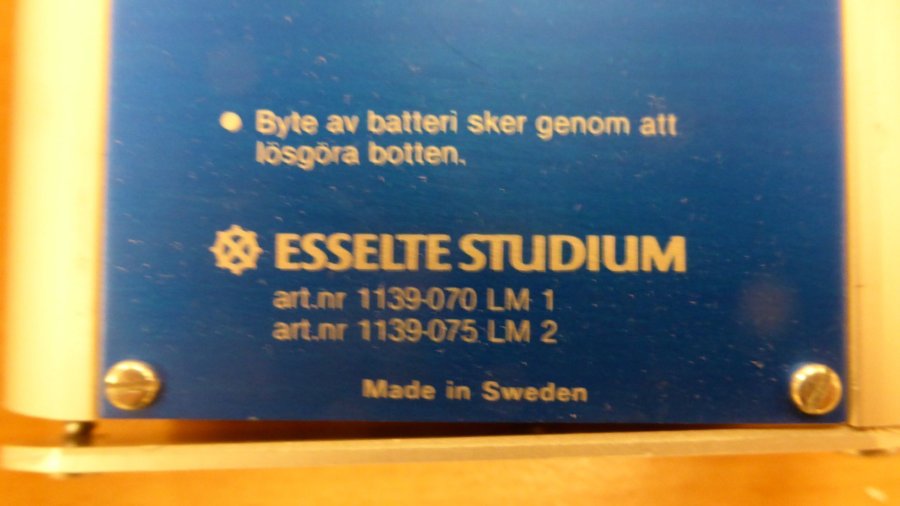 • Byte av batteri sker genom att
lösgöra botten.
ESSELTE STUDIUM
art.nr 1139-070 LM 1
art.nr 1139-075 LM 2
Made in Sweden